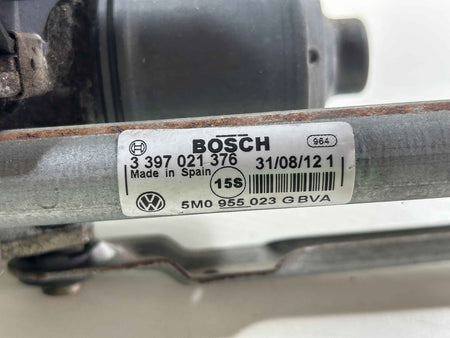 BOSCH 964
3 397 021 376 31/08/12 1
Made in Spain 15S
5M0 955 023 G BVA